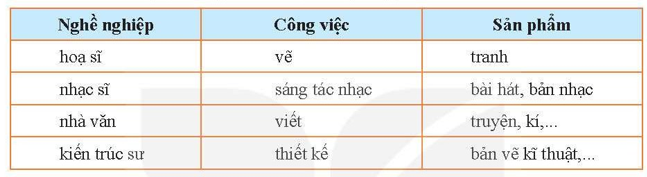 Nghề nghiệp Công việc Sản phẩm
hoạ sĩ vẽ tranh
nhạc sĩ sáng tác nhạc bài hát, bản nhạc
nhà văn viết truyện, kí,...
kiến trúc sư thiết kế bản vẽ kĩ thuật,...